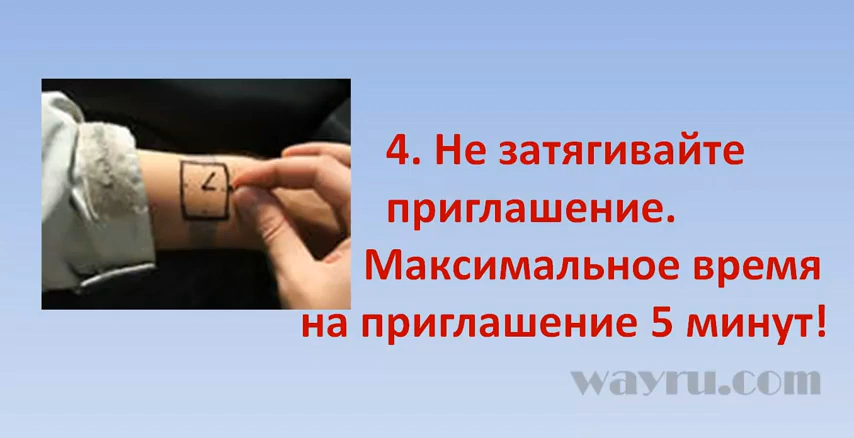 4. Не затягивайте
приглашение.
Максимальное время
на приглашение 5 минут!
wayru.com